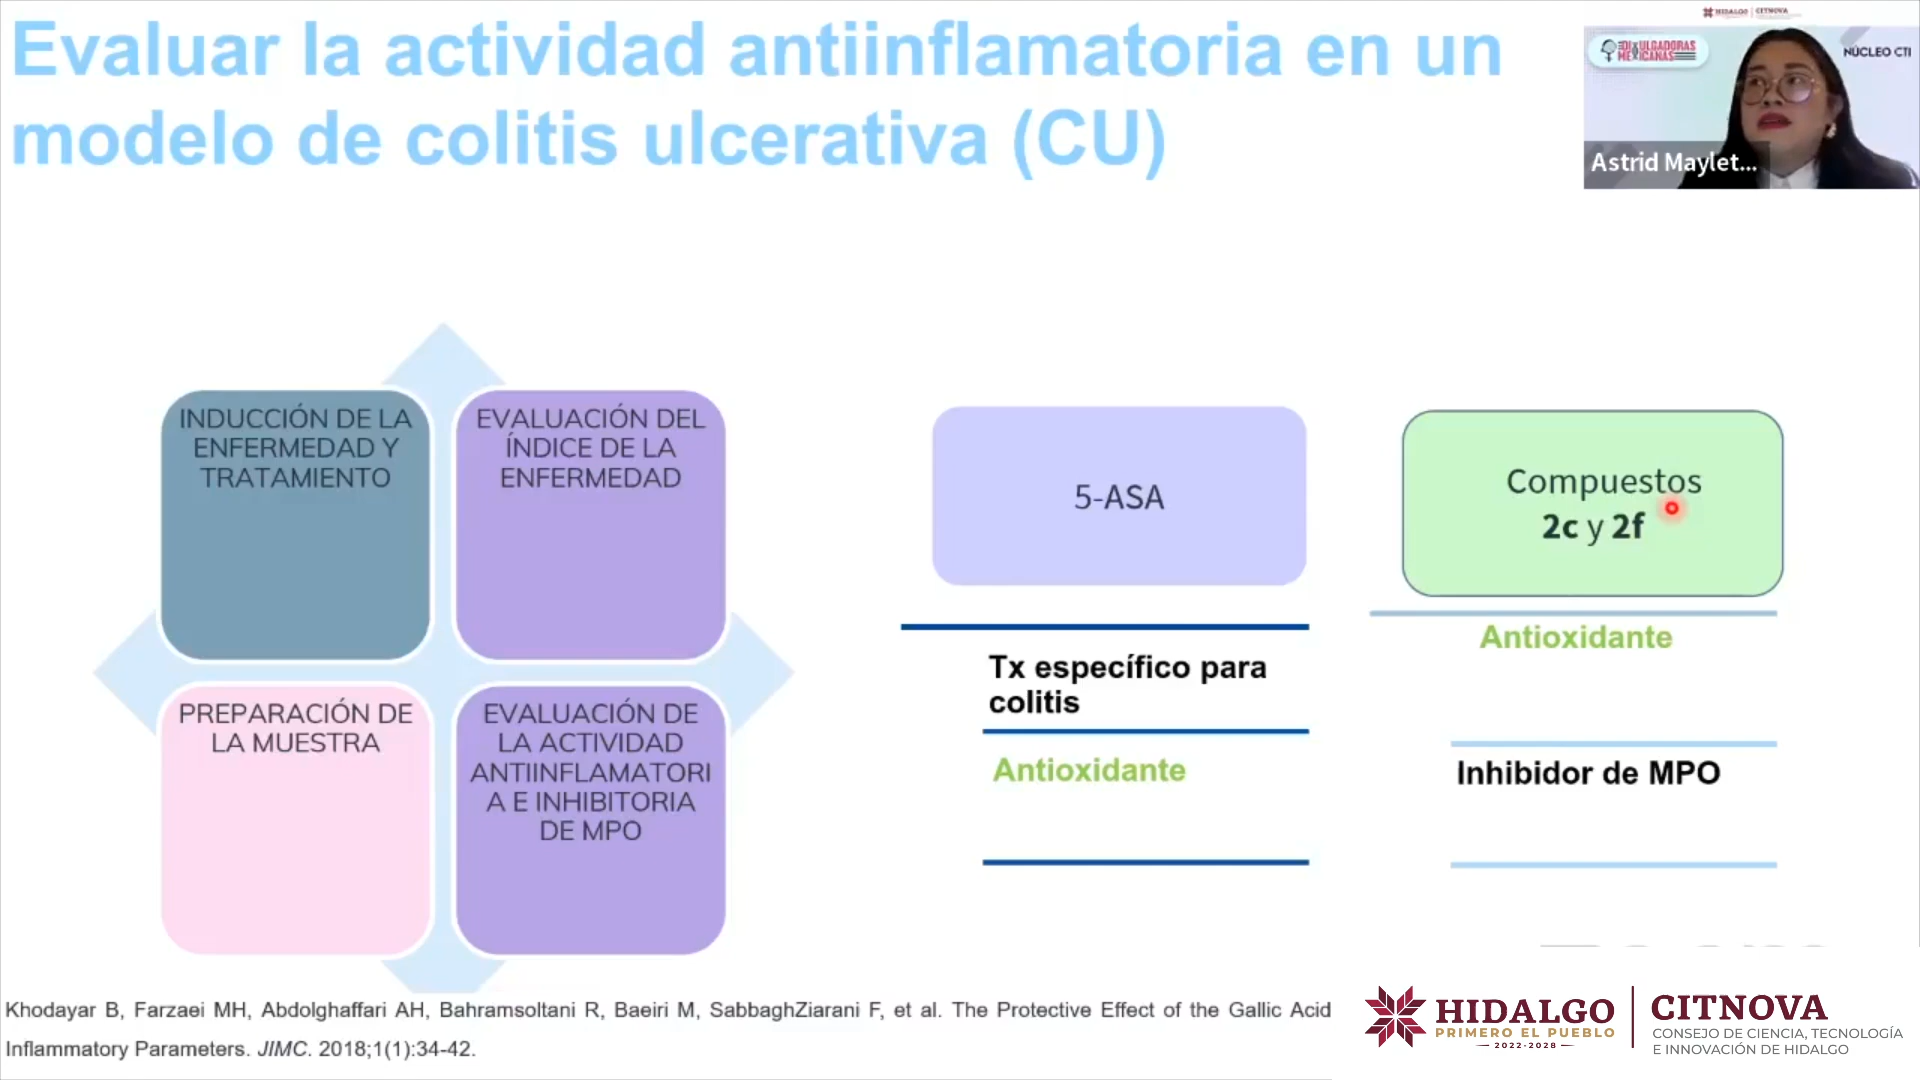 Evaluar la actividad antiinflamatoria en un
modelo de colitis ulcerativa (CU)
HIDALGO | CITNOVA
DIVULGADORAS
MEXICANAS
NÚCLEO CTI
Astrid Maylet...
INDUCCIÓN DE LA
ENFERMEDAD Y
TRATAMIENTO
EVALUACIÓN DEL
ÍNDICE DE LA
ENFERMEDAD
PREPARACIÓN DE
LA MUESTRA
EVALUACIÓN DE
LA ACTIVIDAD
ANTIINFLAMATORI
A E INHIBITORIA
DE MPO
5-ASA
Tx específico para
colitis
Antioxidante
Compuestos
2c y 2f
Antioxidante
Inhibidor de MPO
Khodayar B, Farzaei MH, Abdolghaffari AH, Bahramsoltani R, Baeiri M, SabbaghZiarani F, et al. The Protective Effect of the Gallic Acid
Inflammatory Parameters. JIMC. 2018;1(1):34-42.
HIDALGO
PRIMERO EL PUEBLO
2022-2028
CITNOVA
CONSEJO DE CIENCIA, TECNOLOGÍA
E INNOVACIÓN DE HIDALGO